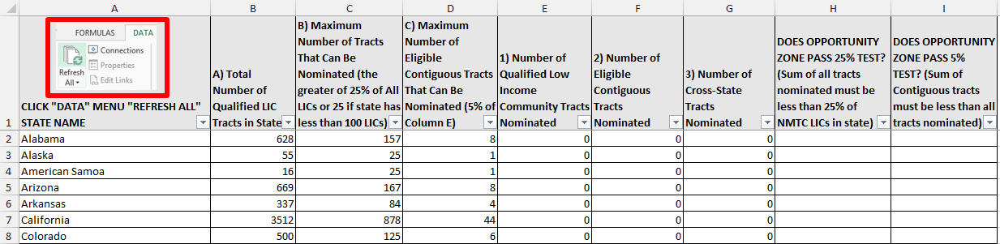 A B C D E F G H I
FORMULAS DATA
Refresh All
Connections
Properties
Edit Links
1
CLICK "DATA" MENU "REFRESH ALL"
STATE NAME
A) Total
Number of
Qualified LIC
Tracts in State
B) Maximum
Number of Tracts
That Can Be
Nominated (the
greater of 25% of All
LICs or 25 if state has
less than 100 LICs)
C) Maximum
Number of
Eligible
Contiguous Tracts
That Can Be
Nominated (5% of
Column E)
1) Number of
Qualified Low
Income
Community Tracts
Nominated
2) Number of
Eligible
Contiguous
Tracts
Nominated
3) Number of
Cross-State
Tracts
Nominated
DOES OPPORTUNITY
ZONE PASS 25% TEST?
(Sum of all tracts
nominated must be
less than 25% of
NMTC LICs in state)
DOES OPPORTUNITY
ZONE PASS 5%
TEST? (Sum of
Contiguous tracts
must be less than all
tracts nominated)
2 Alabama 628 157 8 0 0 0
3 Alaska 55 25 1 0 0 0
4 American Samoa 16 25 1 0 0 0
5 Arizona 669 167 8 0 0 0
6 Arkansas 337 84 4 0 0 0
7 California 3512 878 44 0 0 0
8 Colorado 500 125 6 0 0 0